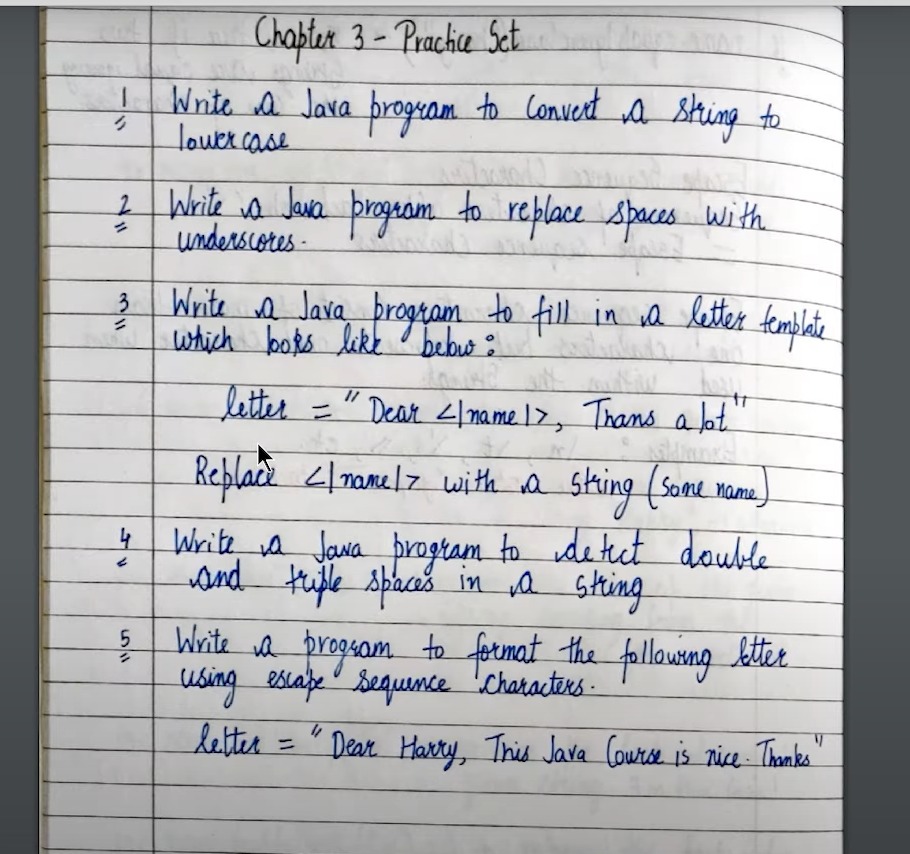 Chapter 3 - Practice Set
1 Write a Java program to Convert a string to
lowercase
2 Write a Java program to replace spaces with
underscores.
3 Write a Java program to fill in a letter template
which looks like below:
letter = "Dear <|name|>, Thans a lot"
Replace <|name|> with a string (some name)
4 Write a Java program to detect double
and triple spaces in a string
5 Write a program to format the following letter
using escape sequence characters.
letter = "Dear Harry, This Java Course is nice. Thanks"